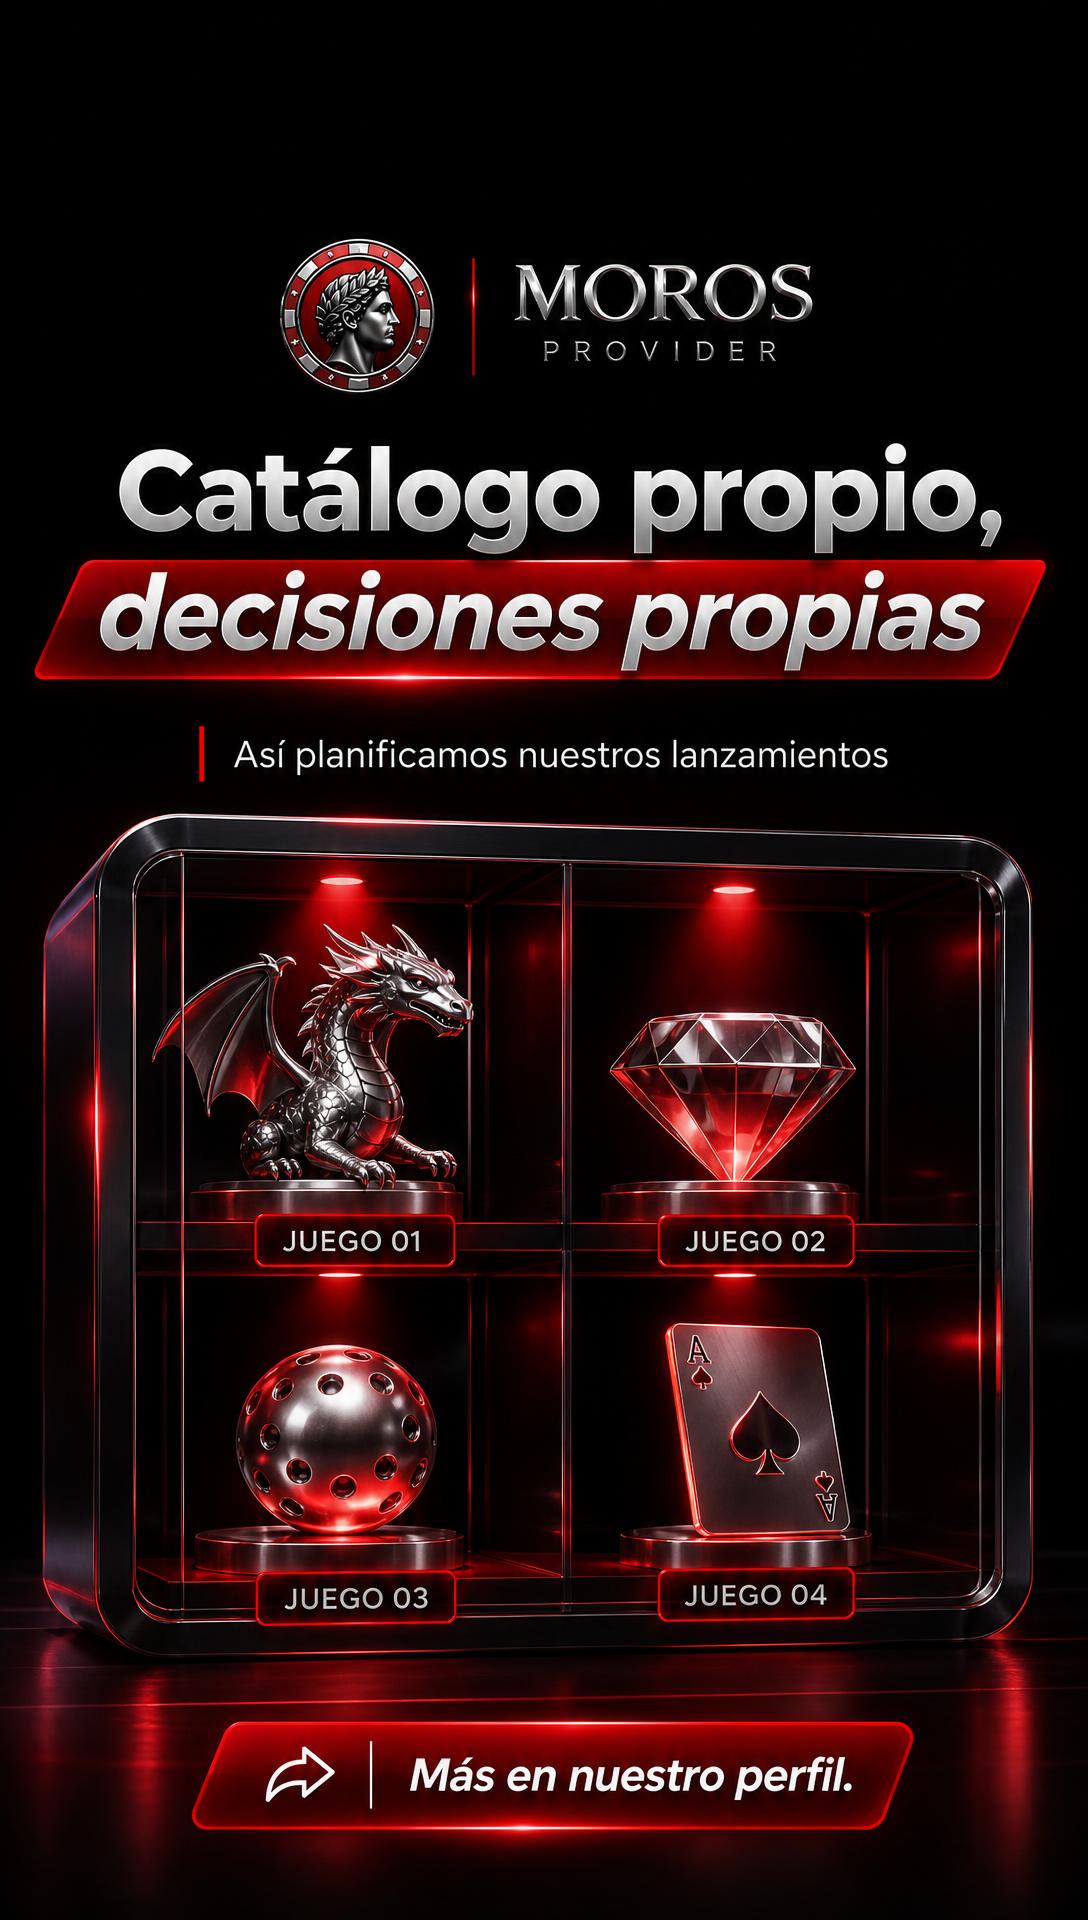 MOROS
PROVIDER
Catálogo propio,
decisiones propias
Así planificamos nuestros lanzamientos
JUEGO 01
JUEGO 02
A
A
JUEGO 03
JUEGO 04
Más en nuestro perfil.